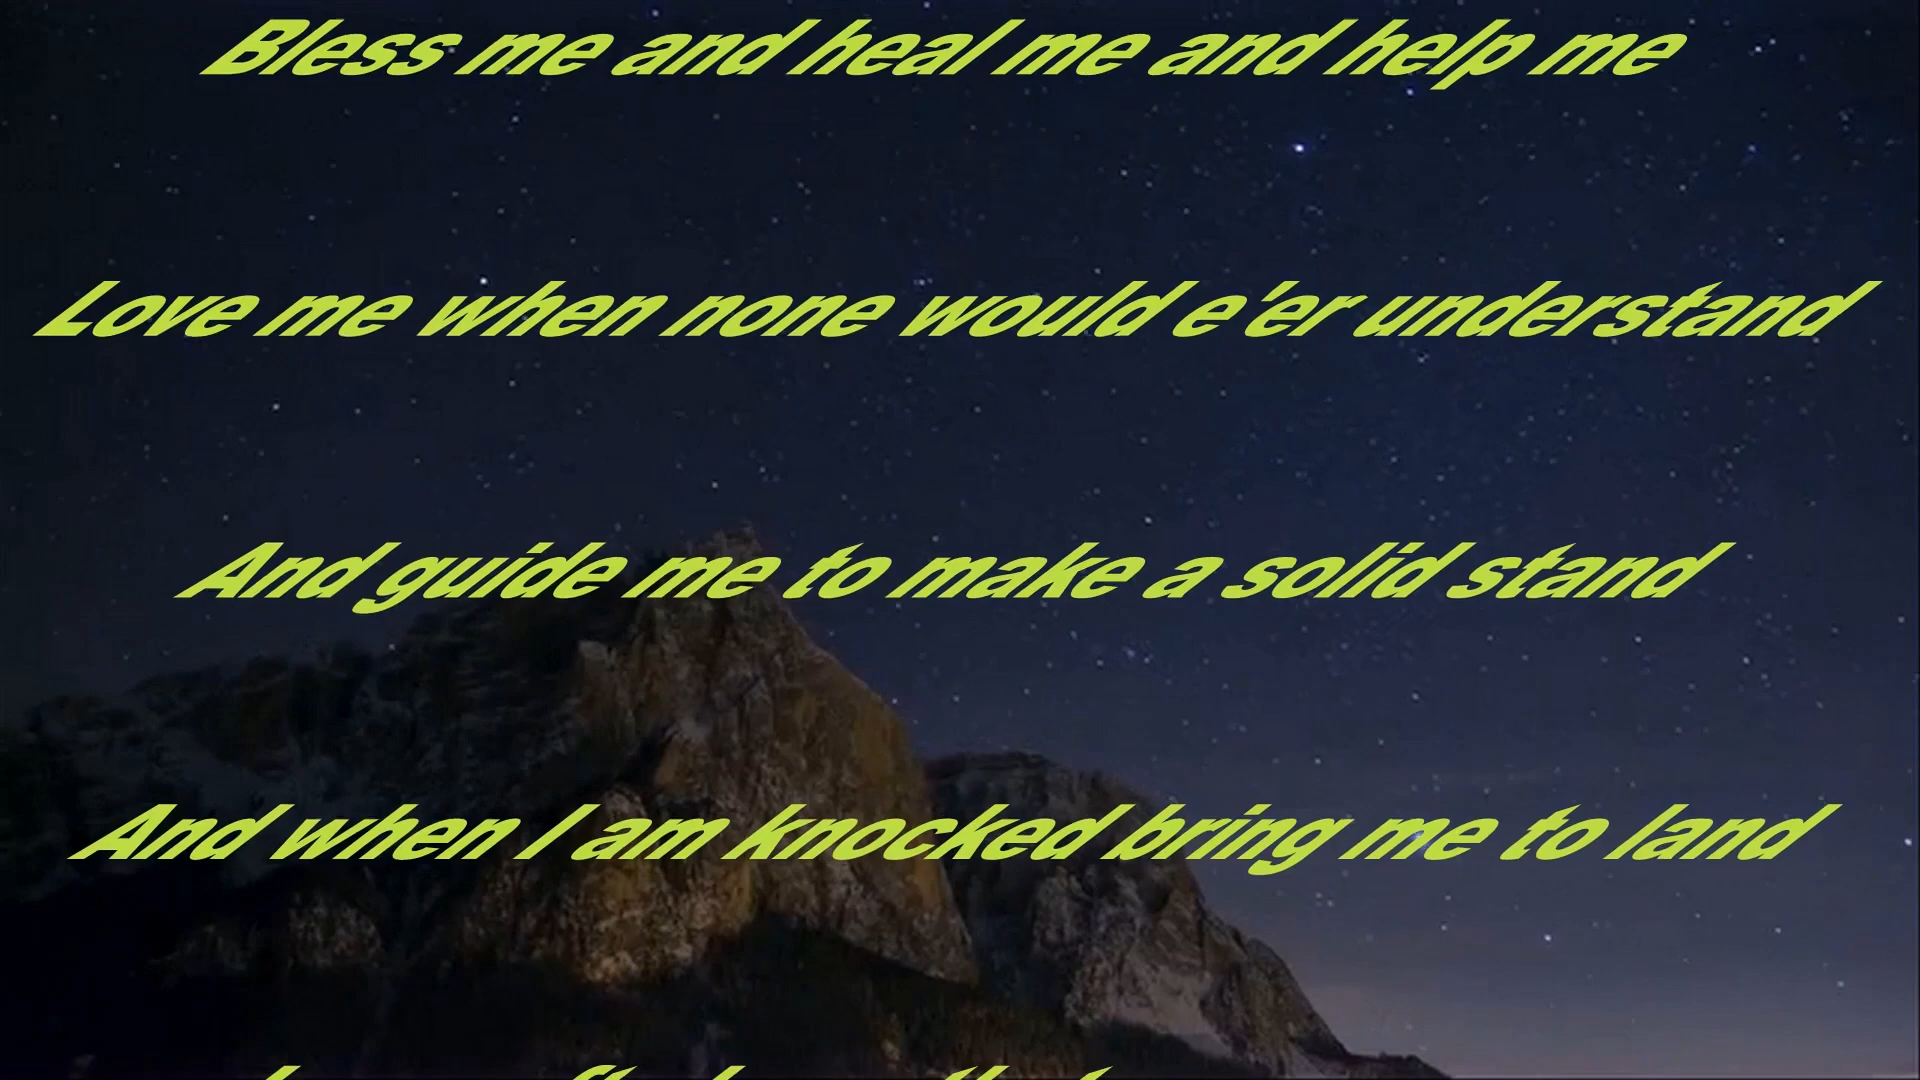 Bless me and heal me and help me
Love me when none would e'er understand
And guide me to make a solid stand
And when I am knocked bring me to land